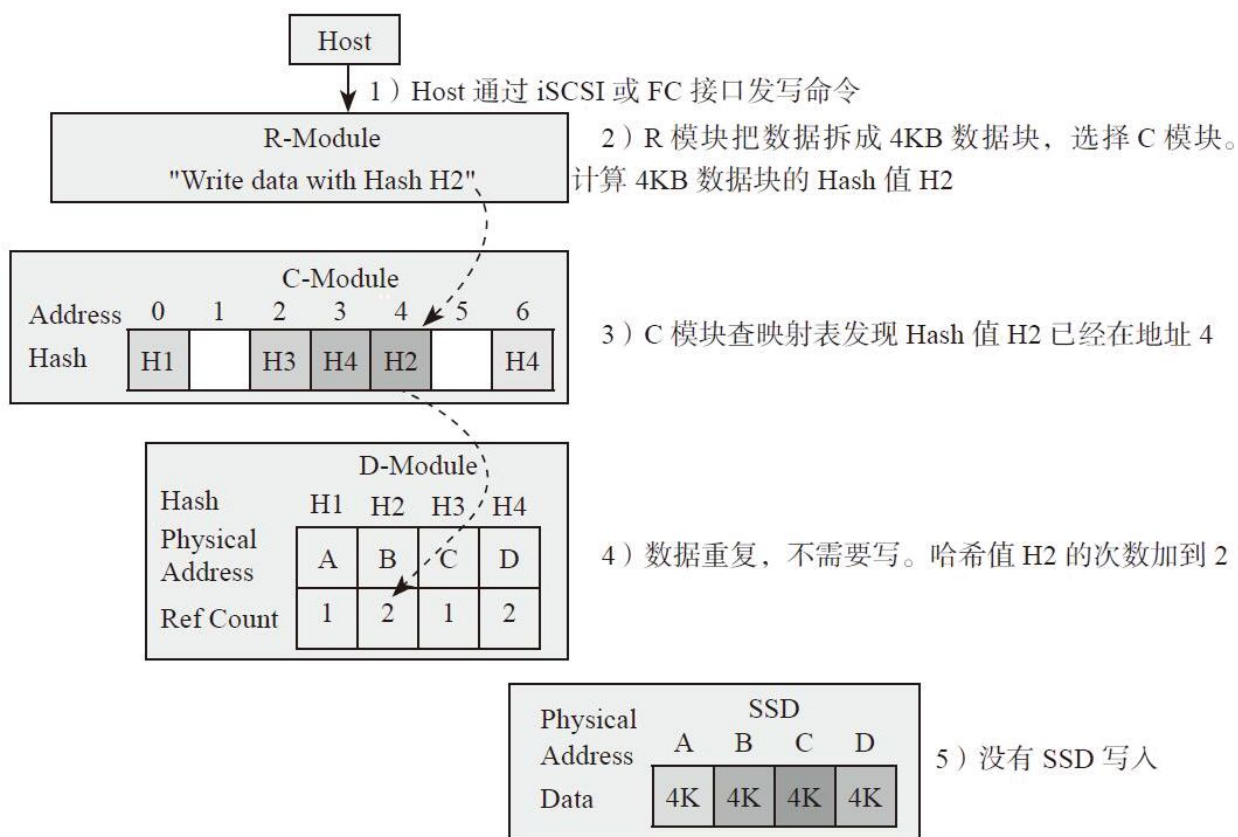 Host
1）Host 通过 iSCSI 或 FC 接口发写命令
R-Module
"Write data with Hash H2"
2）R 模块把数据拆成 4KB 数据块，选择 C 模块。
计算 4KB 数据块的 Hash 值 H2
C-Module
Address 0 1 2 3 4 5 6
Hash H1 H3 H4 H2 H4
3）C 模块查映射表发现 Hash 值 H2 已经在地址 4
D-Module
Hash H1 H2 H3 H4
Physical
Address A B C D
Ref Count 1 2 1 2
4）数据重复，不需要写。哈希值 H2 的次数加到 2
SSD
Physical
Address A B C D
Data 4K 4K 4K 4K
5）没有 SSD 写入